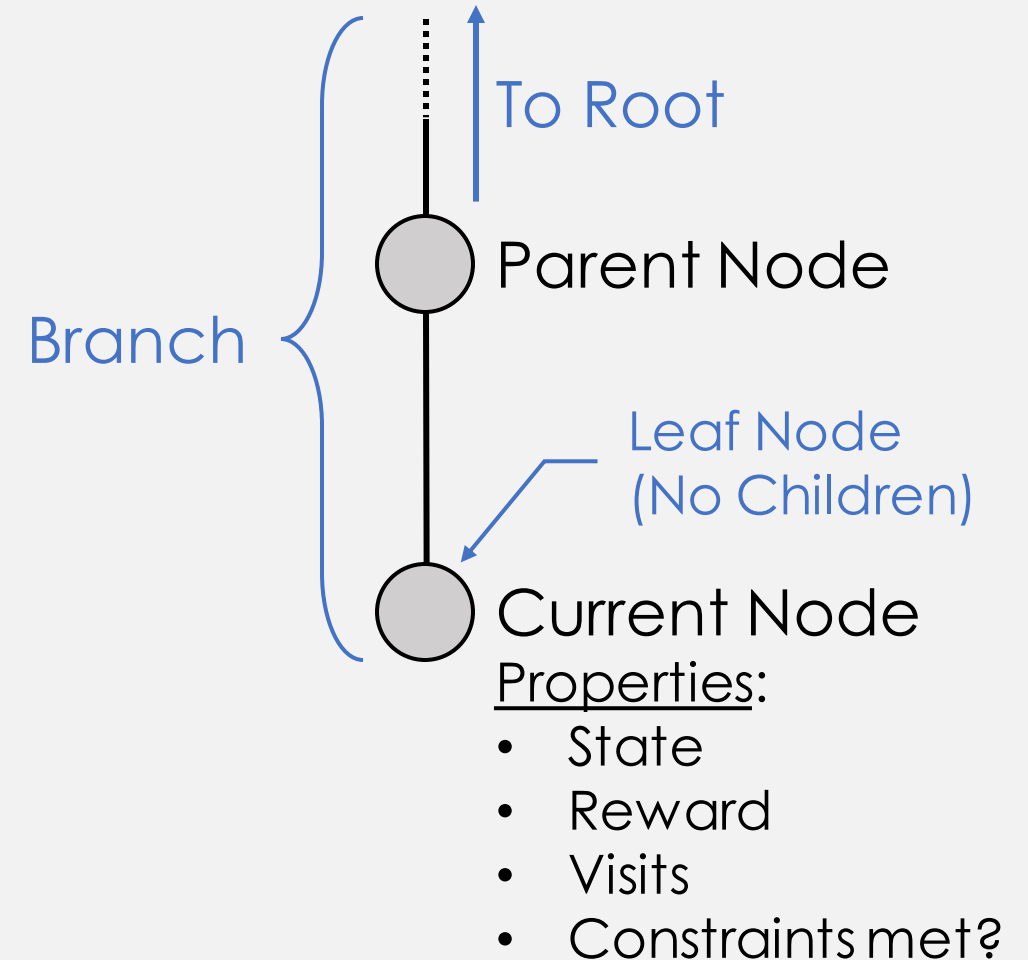 To Root
Parent Node
Branch
Leaf Node
(No Children)
Current Node
Properties:
• State
• Reward
• Visits
• Constraints met?